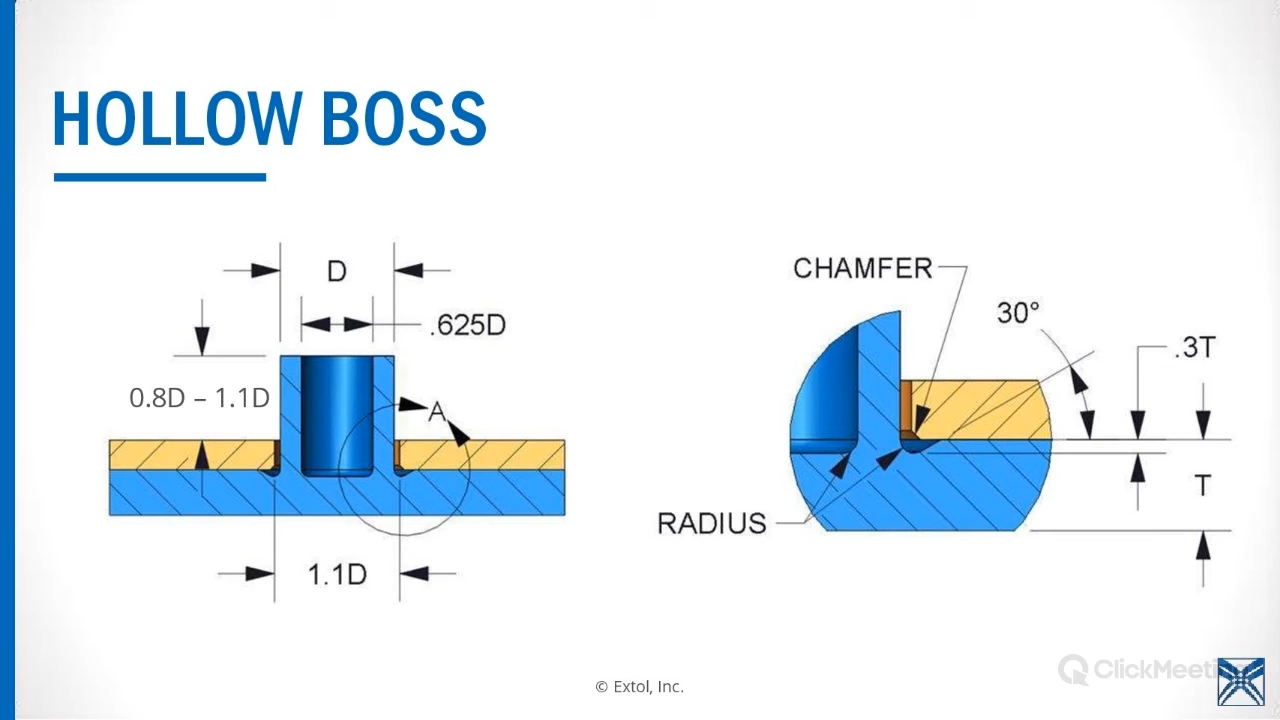 HOLLOW BOSS
D
.625D
0.8D – 1.1D
A
1.1D
CHAMFER
30°
.3T
T
RADIUS
© Extol, Inc.